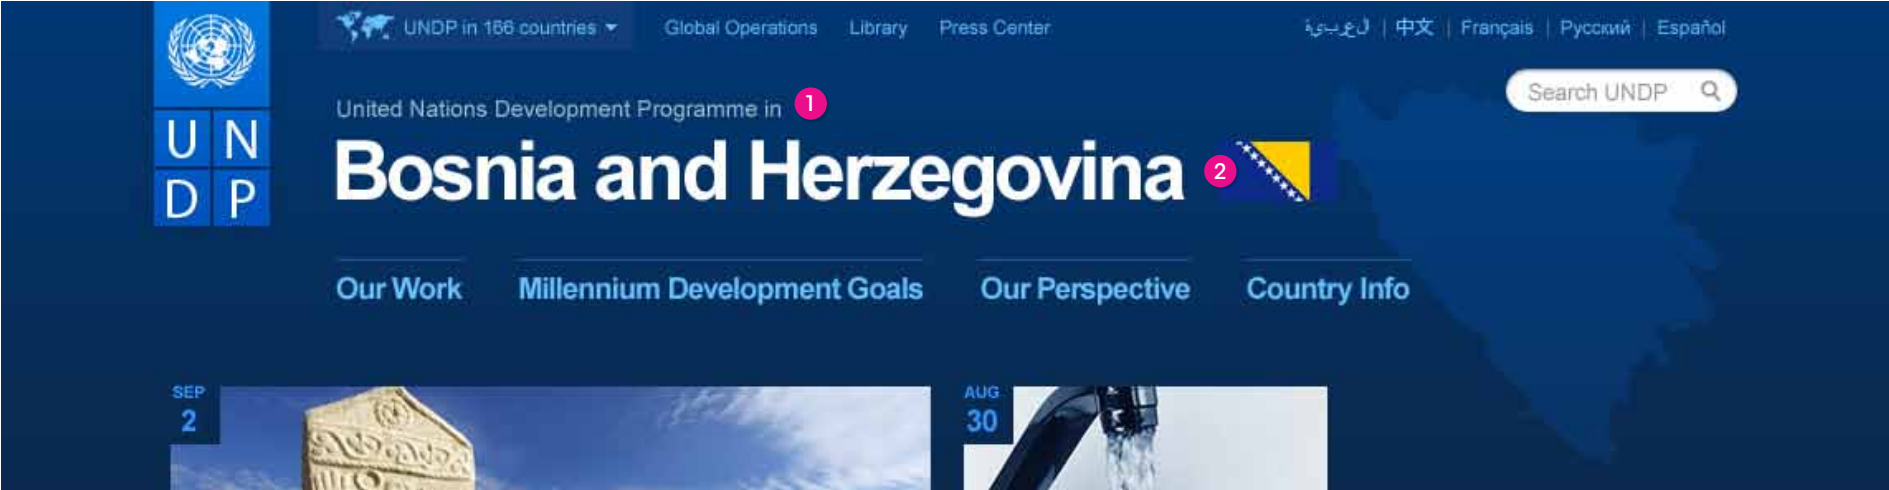 UNDP in 166 countries
Global Operations
Library
Press Center
中文 | Français | Русский | Español
Search UNDP
United Nations Development Programme in 1
Bosnia and Herzegovina 2
U N
D P
Our Work
Millennium Development Goals
Our Perspective
Country Info
SEP
2
AUG
30